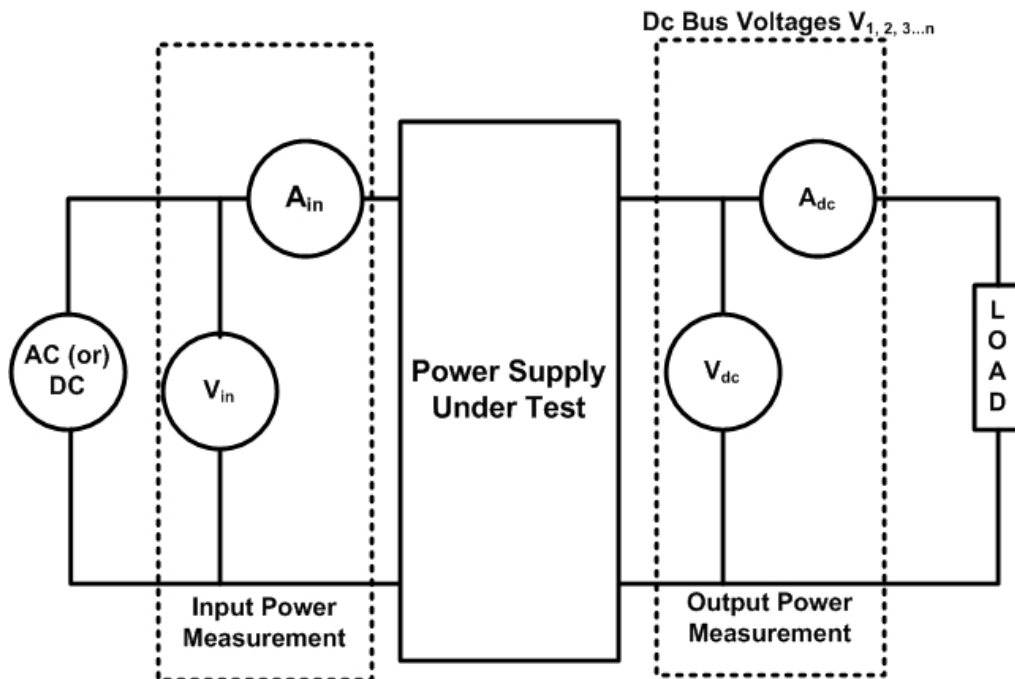 Dc Bus Voltages V1, 2, 3...n
Ain
Adc
AC (or)
DC
Vin
Power Supply
Under Test
Vdc
L
O
A
D
Input Power
Measurement
Output Power
Measurement